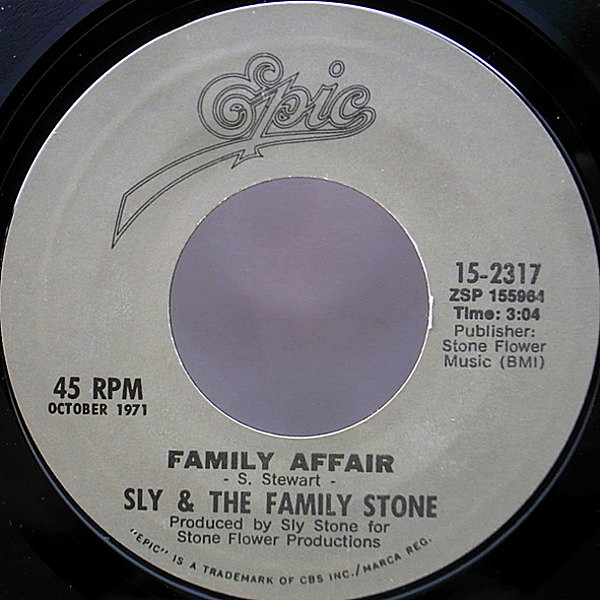 Epic
15-2317
ZSP 155964
Time: 3:04
Publisher:
Stone Flower
Music (BMI)
45 RPM
OCTOBER 1971
FAMILY AFFAIR
- S. Stewart -
SLY & THE FAMILY STONE
Produced by Sly Stone for
Stone Flower Productions
"EPIC" IS A TRADEMARK OF CBS INC./MARCA REG.